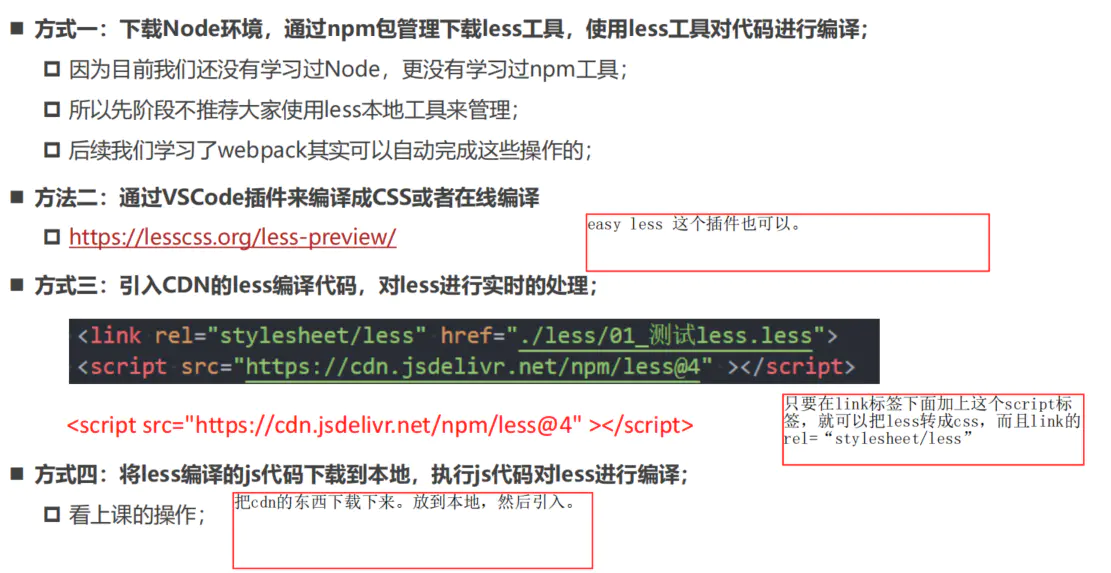 ■ 方式一：下载Node环境，通过npm包管理下载less工具，使用less工具对代码进行编译；
因为目前我们还没有学习过Node，更没有学习过npm工具；
所以先阶段不推荐大家使用less本地工具来管理；
后续我们学习了webpack其实可以自动完成这些操作的；
■ 方法二：通过VSCode插件来编译成CSS或者在线编译
https://lesscss.org/less-preview/
easy less 这个插件也可以。
■ 方式三：引入CDN的less编译代码，对less进行实时的处理；
<link rel="stylesheet/less" href="./less/01_测试less.less">
<script src="https://cdn.jsdelivr.net/npm/less@4" ></script>
<script src="https://cdn.jsdelivr.net/npm/less@4" ></script>
只要在link标签下面加上这个script标
签，就可以把less转成css，而且link的
rel=“stylesheet/less”
■ 方式四：将less编译的js代码下载到本地，执行js代码对less进行编译；
看上课的操作；
把cdn的东西下载下来。放到本地，然后引入。